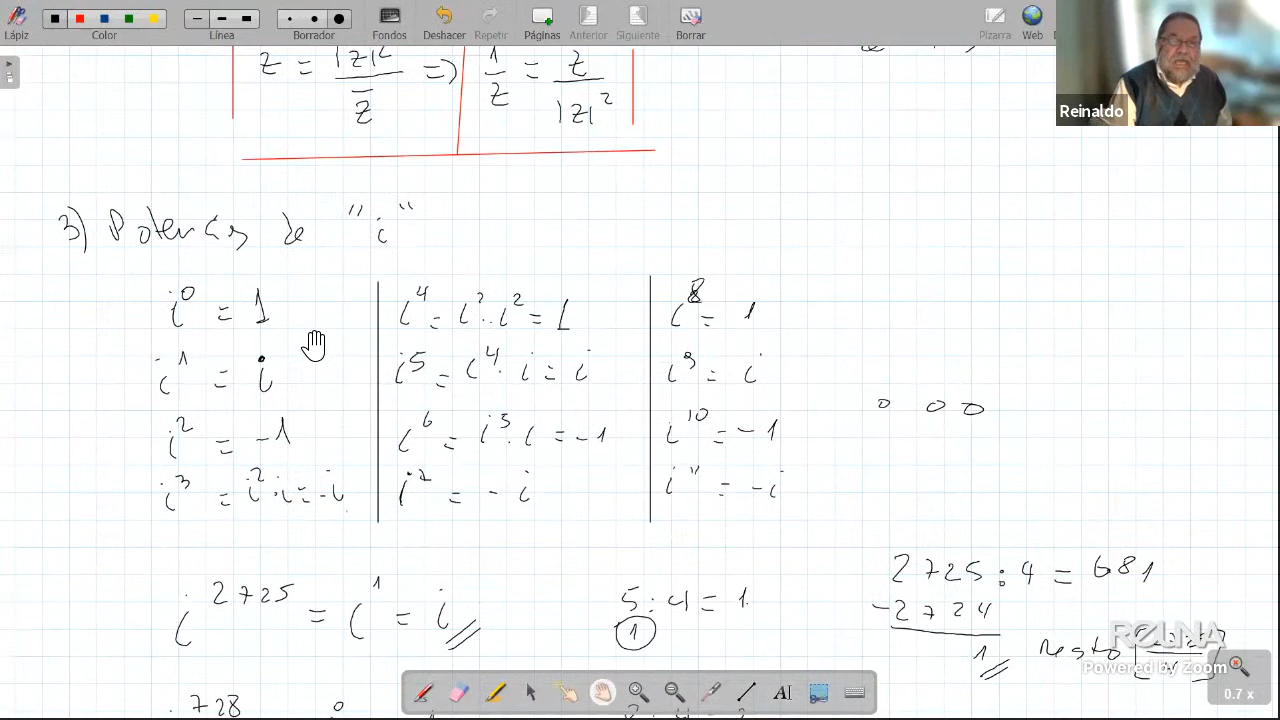 Lápiz Color Línea Borrador Fondos Deshacer Repetir Páginas Anterior Siguiente Borrar Pizarra Web
Reinaldo
z = |z|² / z̄ => 1/z = z̄ / |z|²
3) Potencias de "i"
i⁰ = 1
i¹ = i
i² = -1
i³ = i²·i = -i
i⁴ = i²·i² = 1
i⁵ = i⁴·i = i
i⁶ = i⁵·i = -1
i⁷ = -i
i⁸ = 1
i⁹ = i
i¹⁰ = -1
i¹¹ = -i
i²⁷²⁵ = i¹ = i
5:4 = 1
1
2725:4 = 681
-2724
1 resto
REUNA
Powered by Zoom
728
0.7 x